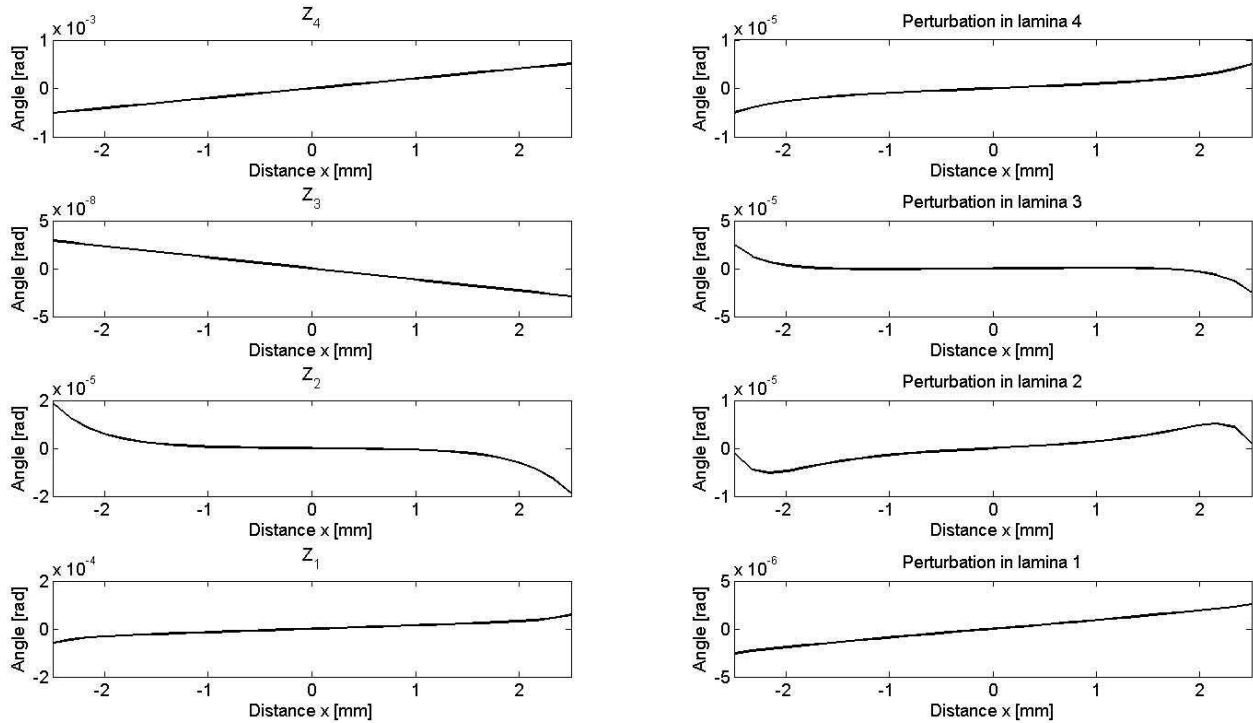 Z4
x 10^-3
1
0
-1
Angle [rad]
-2 -1 0 1 2
Distance x [mm]
Perturbation in lamina 4
x 10^-5
1
0
-1
Angle [rad]
-2 -1 0 1 2
Distance x [mm]
Z3
x 10^-8
5
0
-5
Angle [rad]
-2 -1 0 1 2
Distance x [mm]
Perturbation in lamina 3
x 10^-5
5
0
-5
Angle [rad]
-2 -1 0 1 2
Distance x [mm]
Z2
x 10^-5
2
0
-2
Angle [rad]
-2 -1 0 1 2
Distance x [mm]
Perturbation in lamina 2
x 10^-5
1
0
-1
Angle [rad]
-2 -1 0 1 2
Distance x [mm]
Z1
x 10^-4
2
0
-2
Angle [rad]
-2 -1 0 1 2
Distance x [mm]
Perturbation in lamina 1
x 10^-6
5
0
-5
Angle [rad]
-2 -1 0 1 2
Distance x [mm]